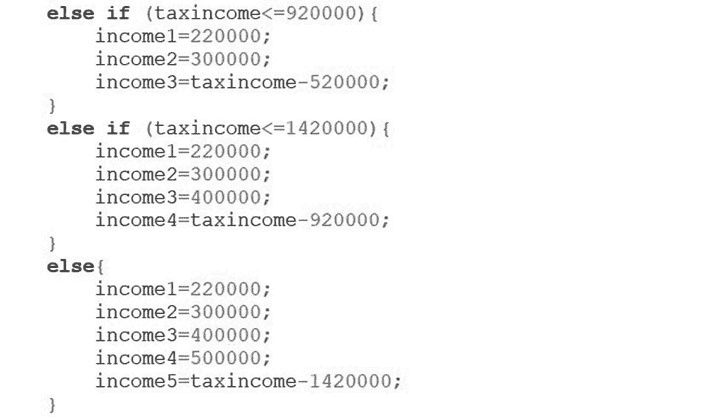 else if (taxincome<=920000){
income1=220000;
income2=300000;
income3=taxincome-520000;
}
else if (taxincome<=1420000){
income1=220000;
income2=300000;
income3=400000;
income4=taxincome-920000;
}
else{
income1=220000;
income2=300000;
income3=400000;
income4=500000;
income5=taxincome-1420000;
}